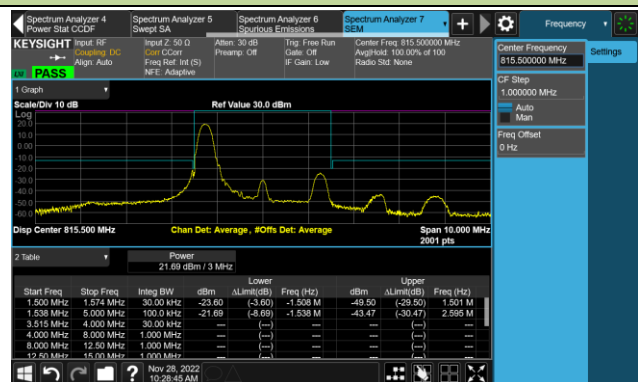 Spectrum Analyzer 4
Power Stat CCDF
Spectrum Analyzer 5
Swept SA
Spectrum Analyzer 6
Spurious Emissions
Spectrum Analyzer 7
SEM
Frequency
KEYSIGHT
Input: RF
Coupling: DC
Align: Auto
Input Z: 50 Ω
Corr CCorr
Freq Ref: Int (S)
NFE: Adaptive
Atten: 30 dB
Preamp: Off
Trig: Free Run
Gate: Off
IF Gain: Low
Center Freq: 815.500000 MHz
Avg|Hold: 100.00% of 100
Radio Std: None
PASS
Center Frequency
815.500000 MHz
Settings
CF Step
1.000000 MHz
Auto
Man
Freq Offset
0 Hz
1 Graph
Scale/Div 10 dB
Ref Value 30.0 dBm
Log
20.0
10.0
0.00
-10.0
-20.0
-30.0
-40.0
-50.0
-60.0
Disp Center 815.500 MHz
Chan Det: Average , #Offs Det: Average
Span 10.000 MHz
2001 pts
2 Table
Power
21.69 dBm / 3 MHz
Lower Upper
Start Freq Stop Freq Integ BW dBm ΔLimit(dB) Freq (Hz) dBm ΔLimit(dB) Freq (Hz)
1.500 MHz 1.574 MHz 30.00 kHz -23.60 (-3.60) -1.508 M -49.50 (-29.50) 1.501 M
1.538 MHz 5.000 MHz 100.0 kHz -21.69 (-8.69) -1.538 M -43.47 (-30.47) 2.595 M
3.515 MHz 4.000 MHz 30.00 kHz --- (---) --- --- (---) ---
4.000 MHz 8.000 MHz 1.000 MHz --- (---) --- --- (---) ---
8.000 MHz 12.50 MHz 1.000 MHz --- (---) --- --- (---) ---
12.50 MHz 15.00 MHz 1.000 MHz --- (---) --- --- (---) ---
Nov 28, 2022
10:28:45 AM